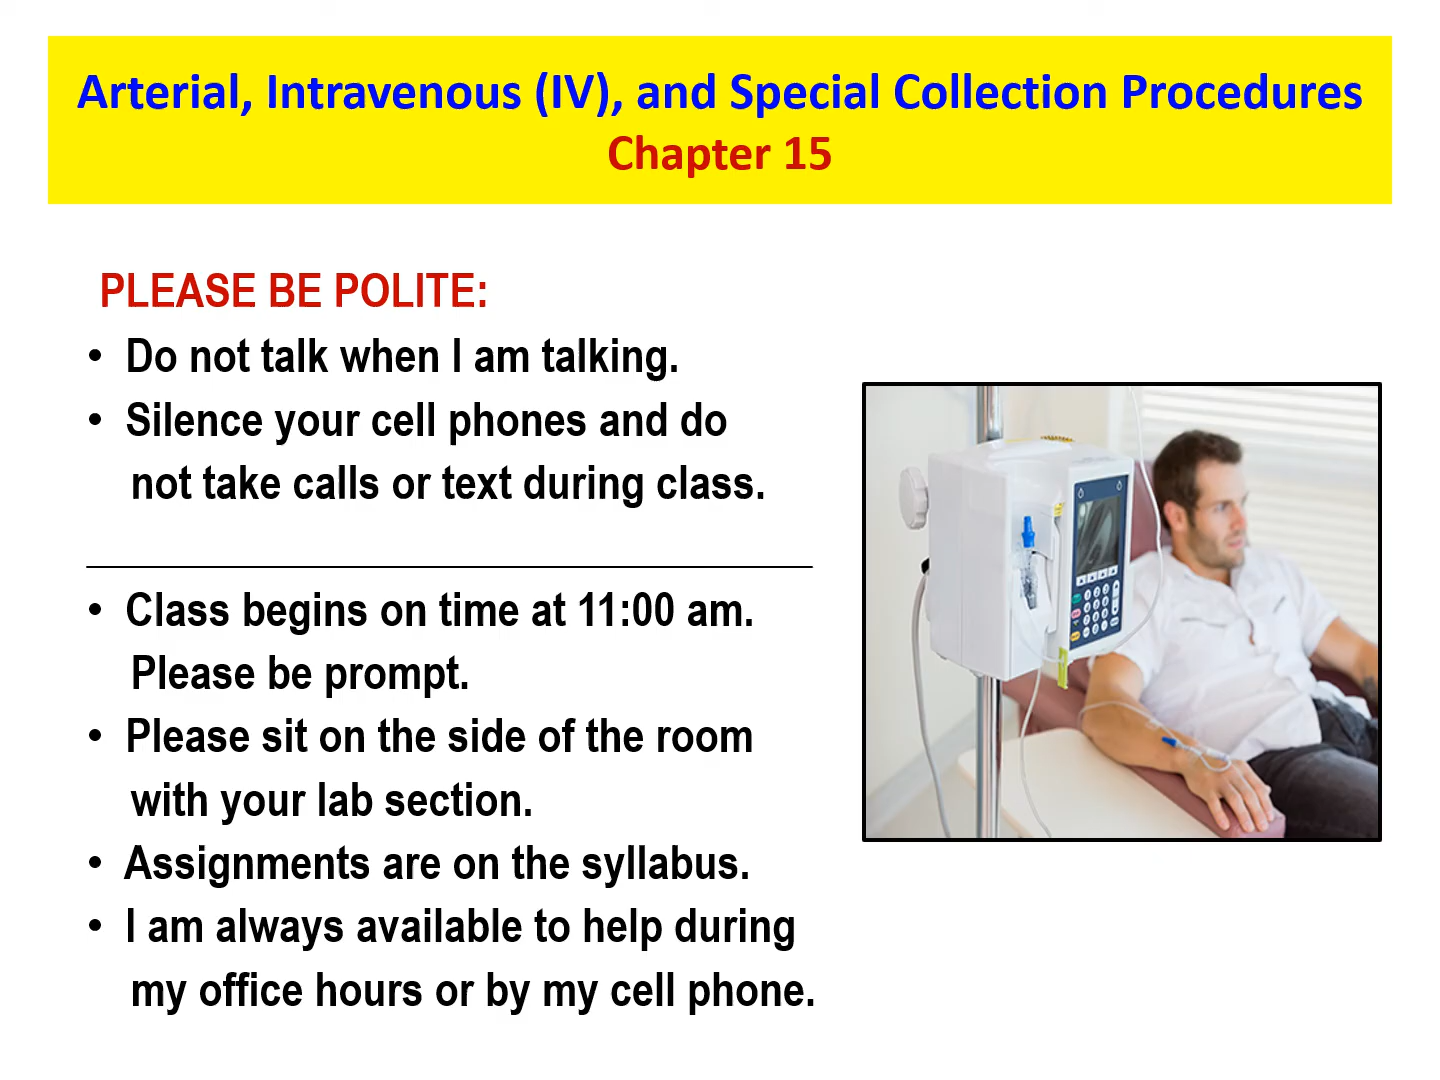 Arterial, Intravenous (IV), and Special Collection Procedures
Chapter 15
PLEASE BE POLITE:
• Do not talk when I am talking.
• Silence your cell phones and do
not take calls or text during class.
• Class begins on time at 11:00 am.
Please be prompt.
• Please sit on the side of the room
with your lab section.
• Assignments are on the syllabus.
• I am always available to help during
my office hours or by my cell phone.